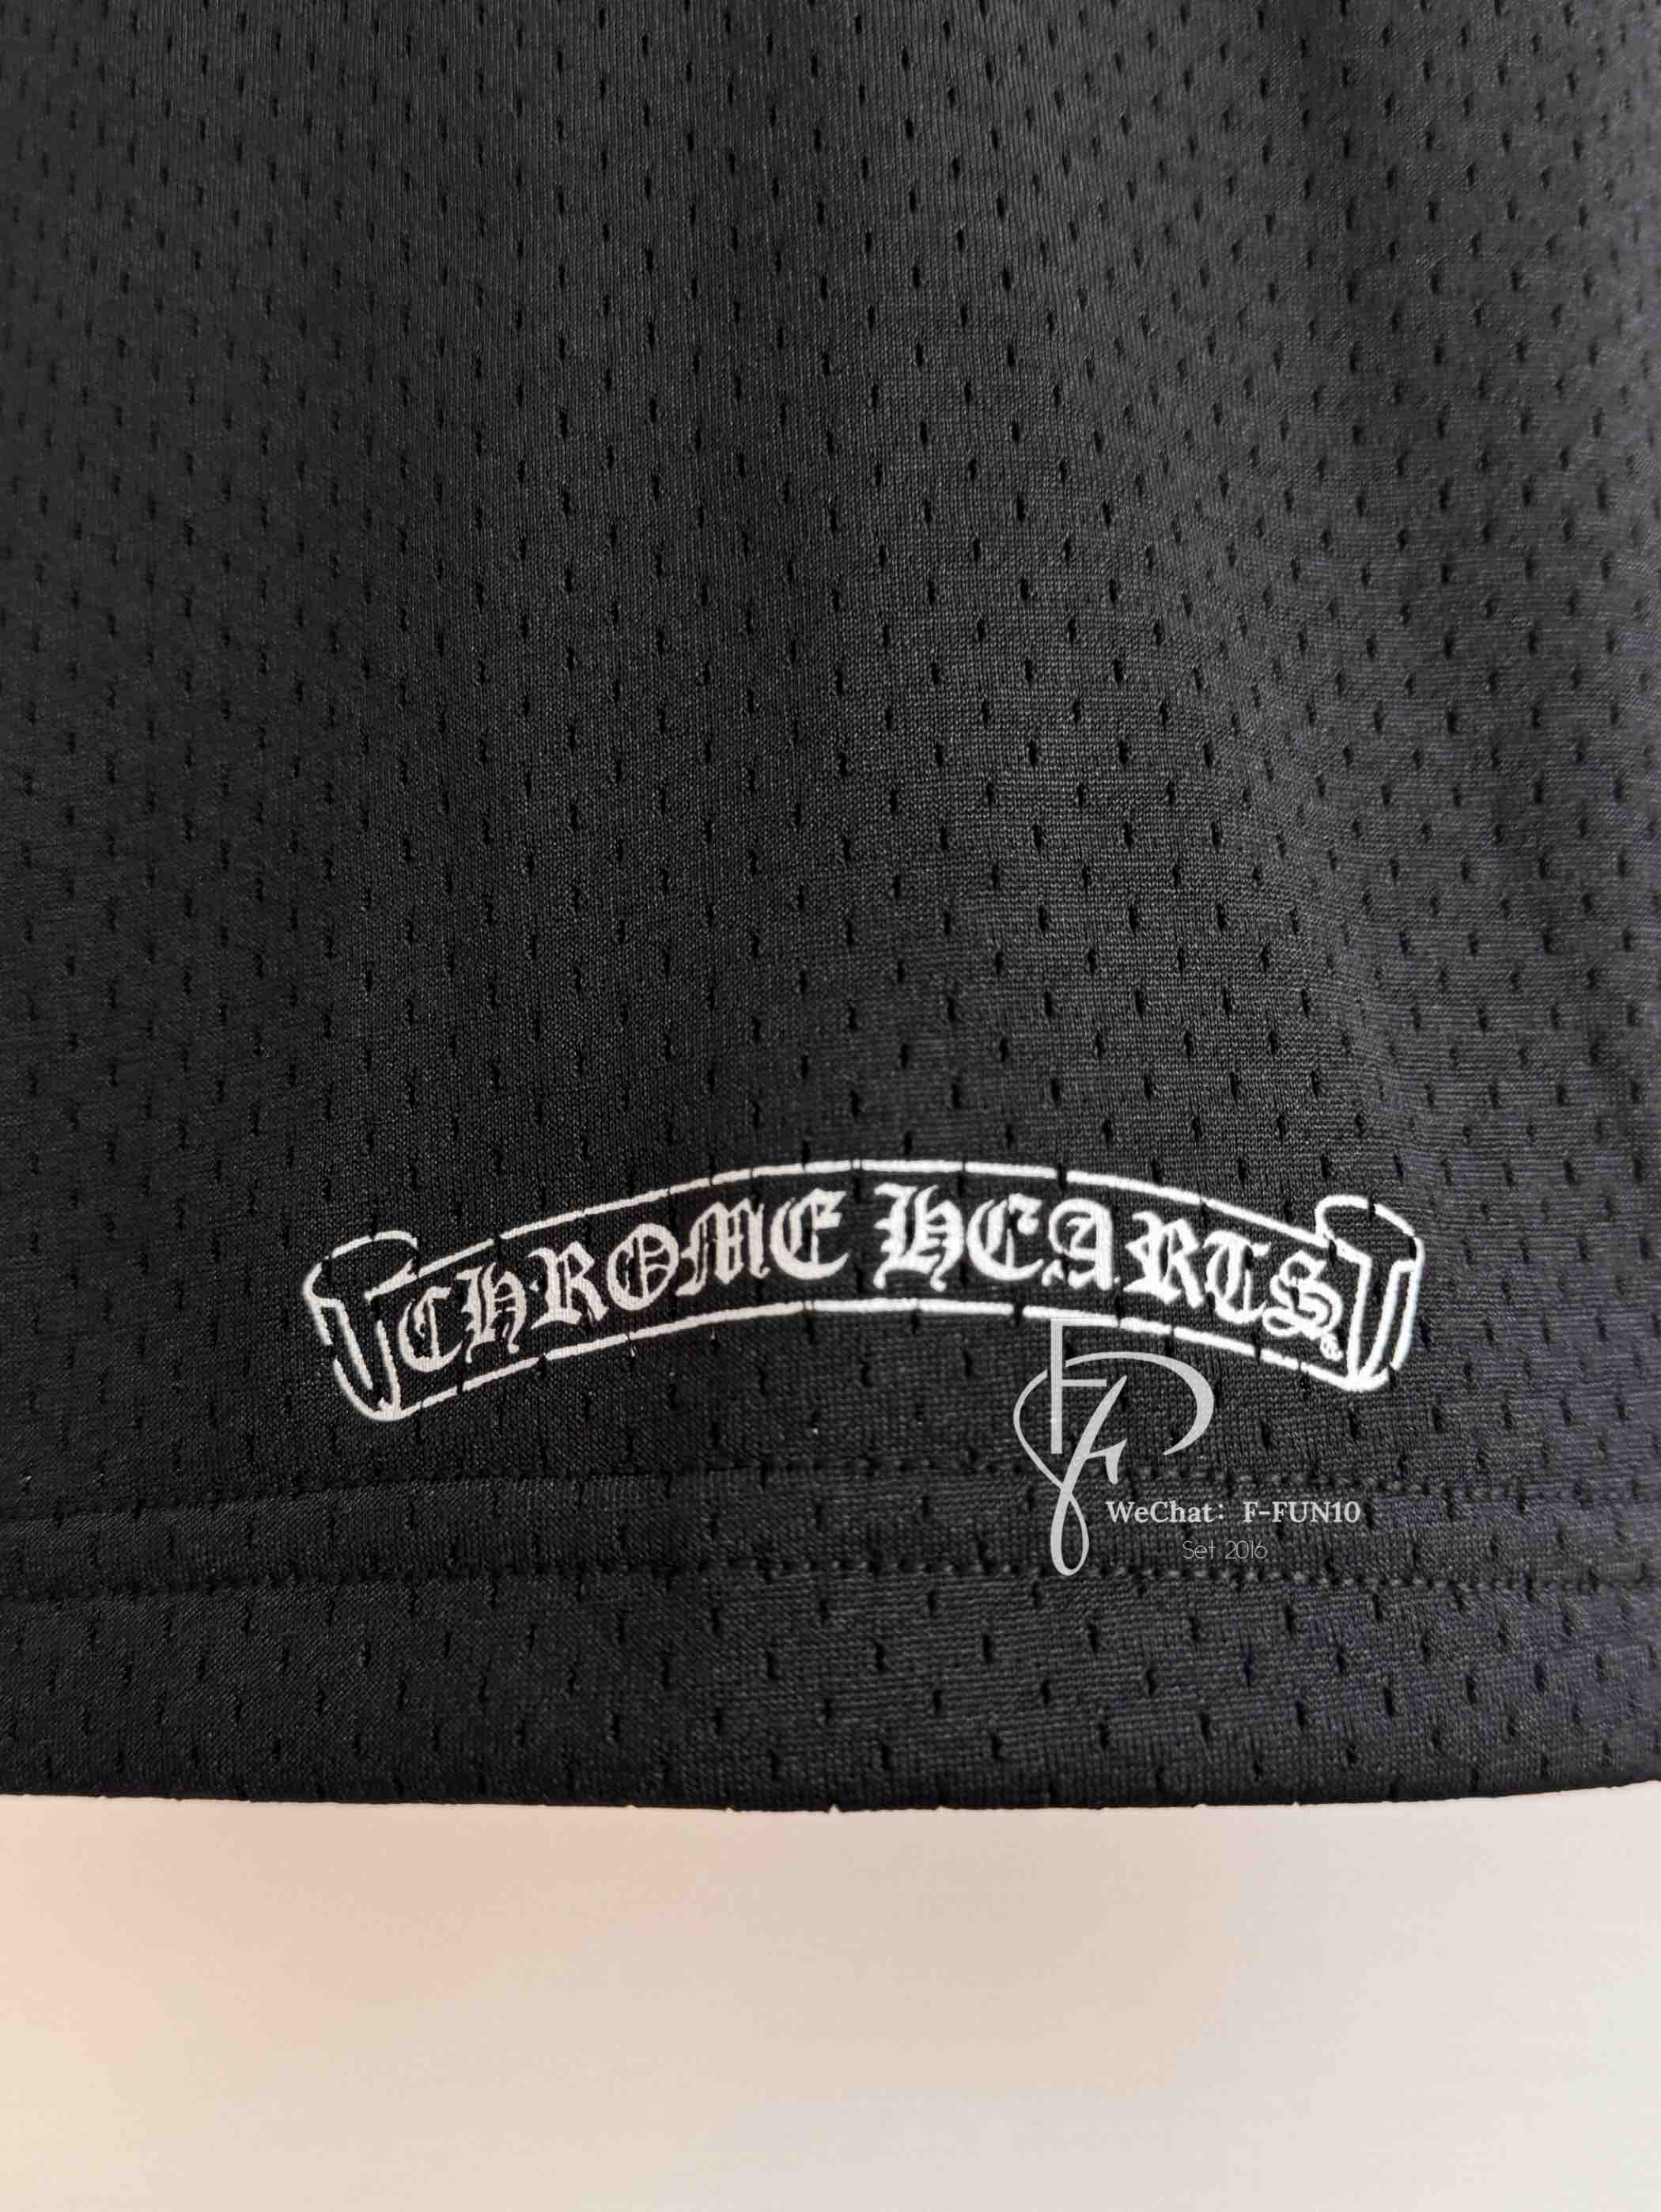 CHROME HEARTS
WeChat: F-FUN10
Set 2016